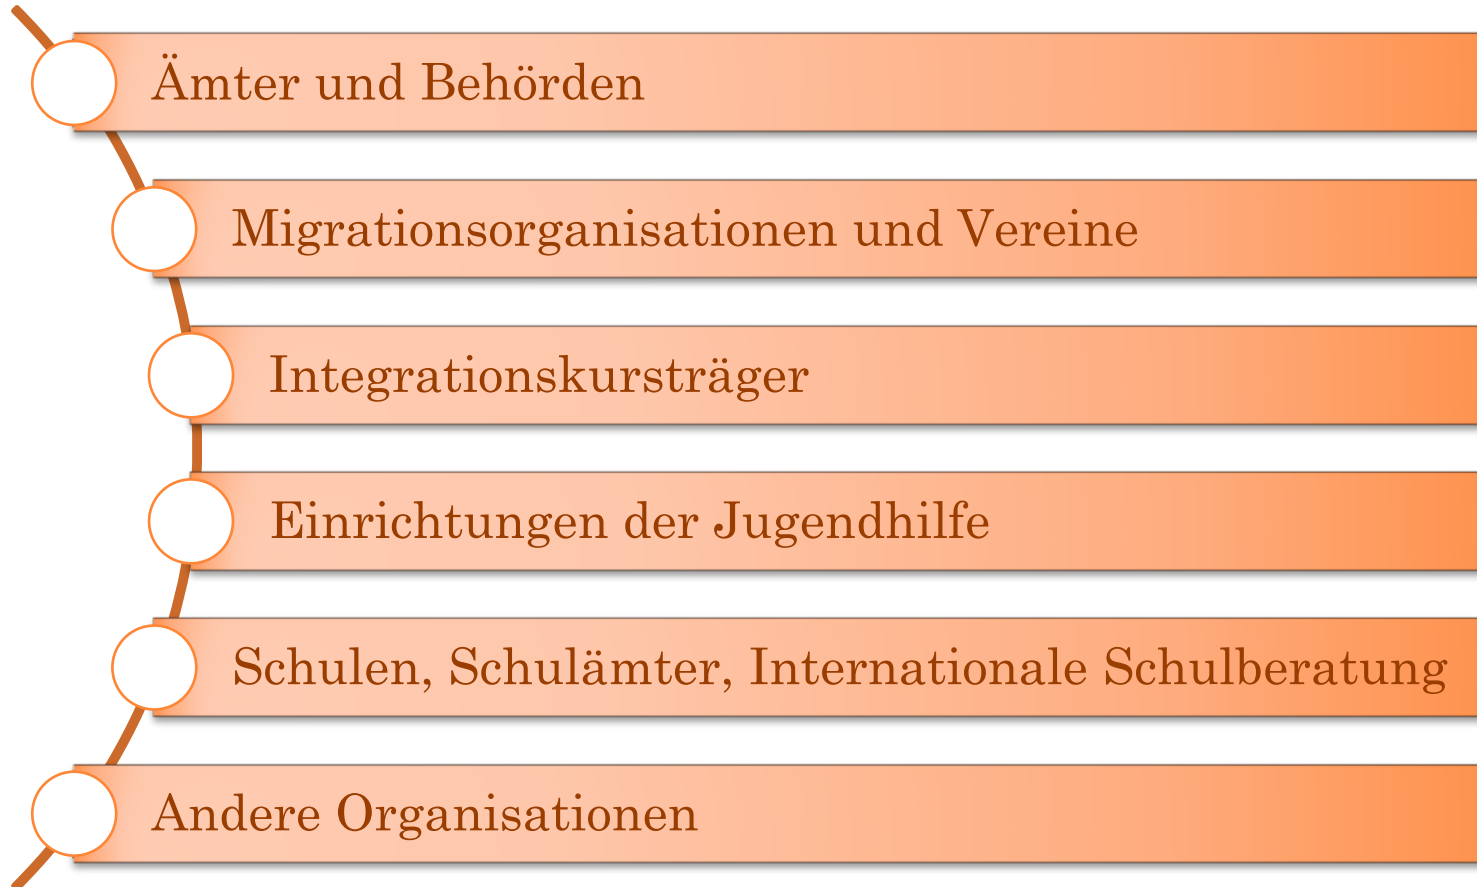 Ämter und Behörden
Migrationsorganisationen und Vereine
Integrationskursträger
Einrichtungen der Jugendhilfe
Schulen, Schulämter, Internationale Schulberatung
Andere Organisationen